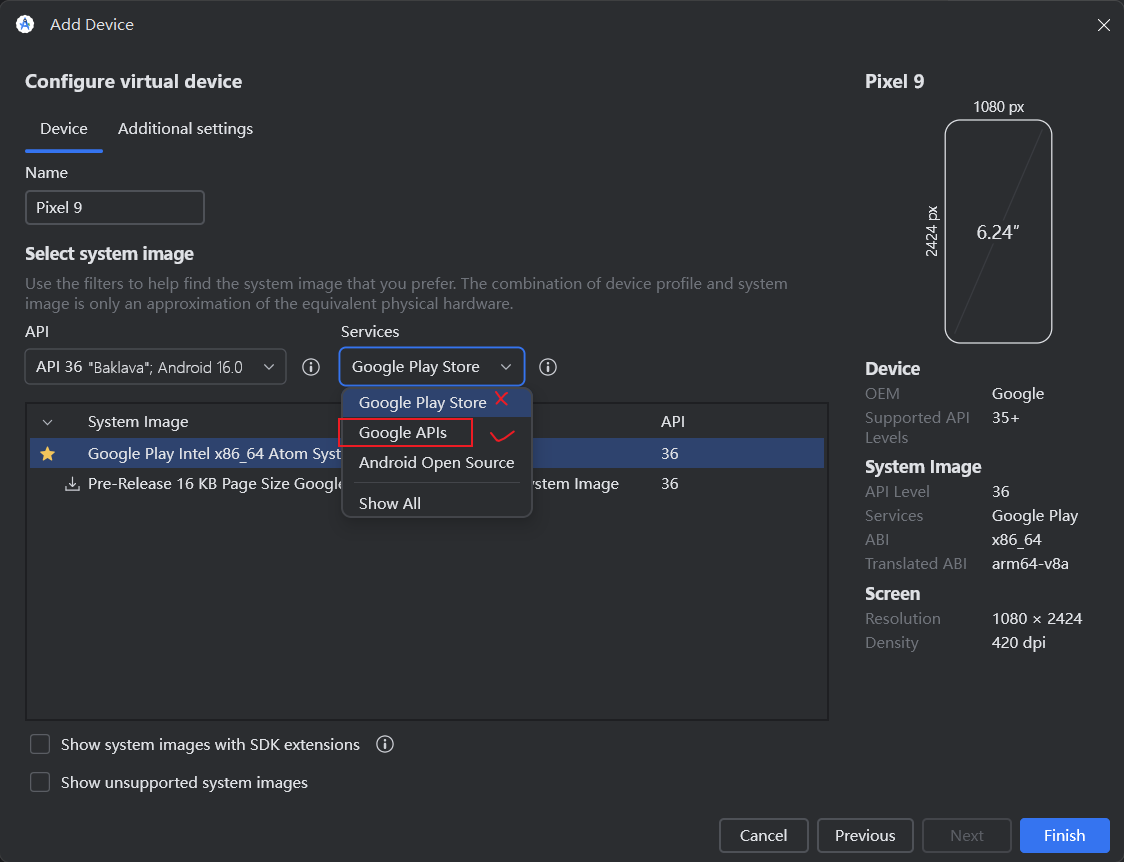 Add Device
Configure virtual device
Device Additional settings
Name
Pixel 9
Select system image
Use the filters to help find the system image that you prefer. The combination of device profile and system
image is only an approximation of the equivalent physical hardware.
API Services
API 36 "Baklava"; Android 16.0 Google Play Store
Google Play Store
Google APIs
Android Open Source
Show All
System Image API
Google Play Intel x86_64 Atom Syst 36
Pre-Release 16 KB Page Size Google ystem Image 36
Show system images with SDK extensions
Show unsupported system images
Pixel 9
1080 px
2424 px
6.24″
Device
OEM Google
Supported API 35+
Levels
System Image
API Level 36
Services Google Play
ABI x86_64
Translated ABI arm64-v8a
Screen
Resolution 1080 × 2424
Density 420 dpi
Cancel Previous Next Finish